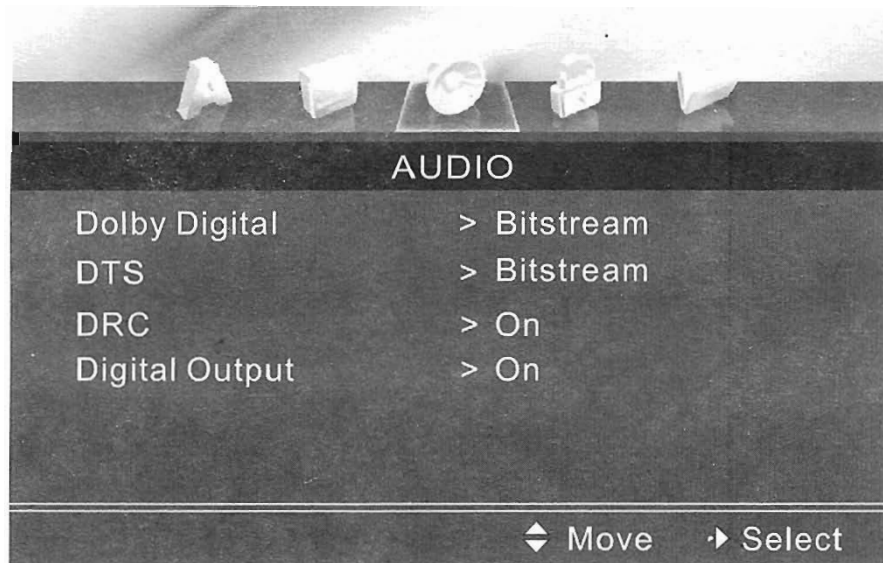 AUDIO
Dolby Digital > Bitstream
DTS > Bitstream
DRC > On
Digital Output > On
Move Select